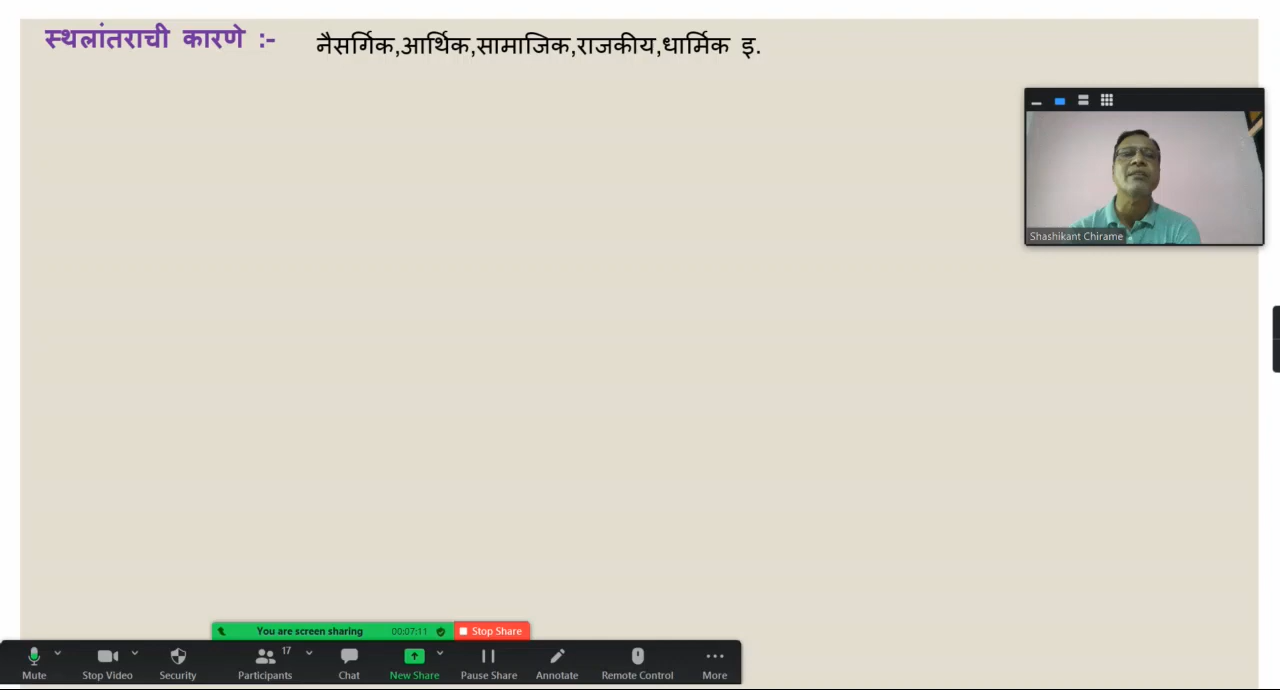 स्थलांतराची कारणे :- नैसर्गिक,आर्थिक,सामाजिक,राजकीय,धार्मिक इ.
Shashikant Chirame
You are screen sharing 00:07:11 Stop Share
17
Mute Stop Video Security Participants Chat New Share Pause Share Annotate Remote Control More